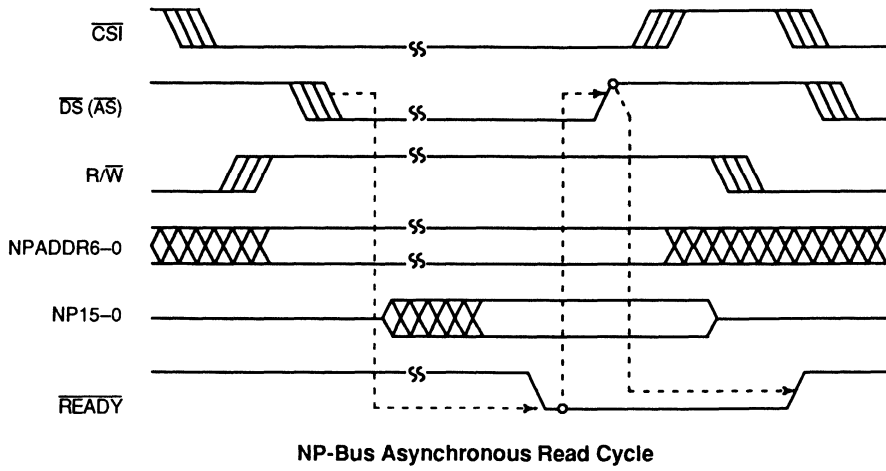 CSI
DS (AS)
R/W
NPADDR6–0
NP15–0
READY
NP-Bus Asynchronous Read Cycle